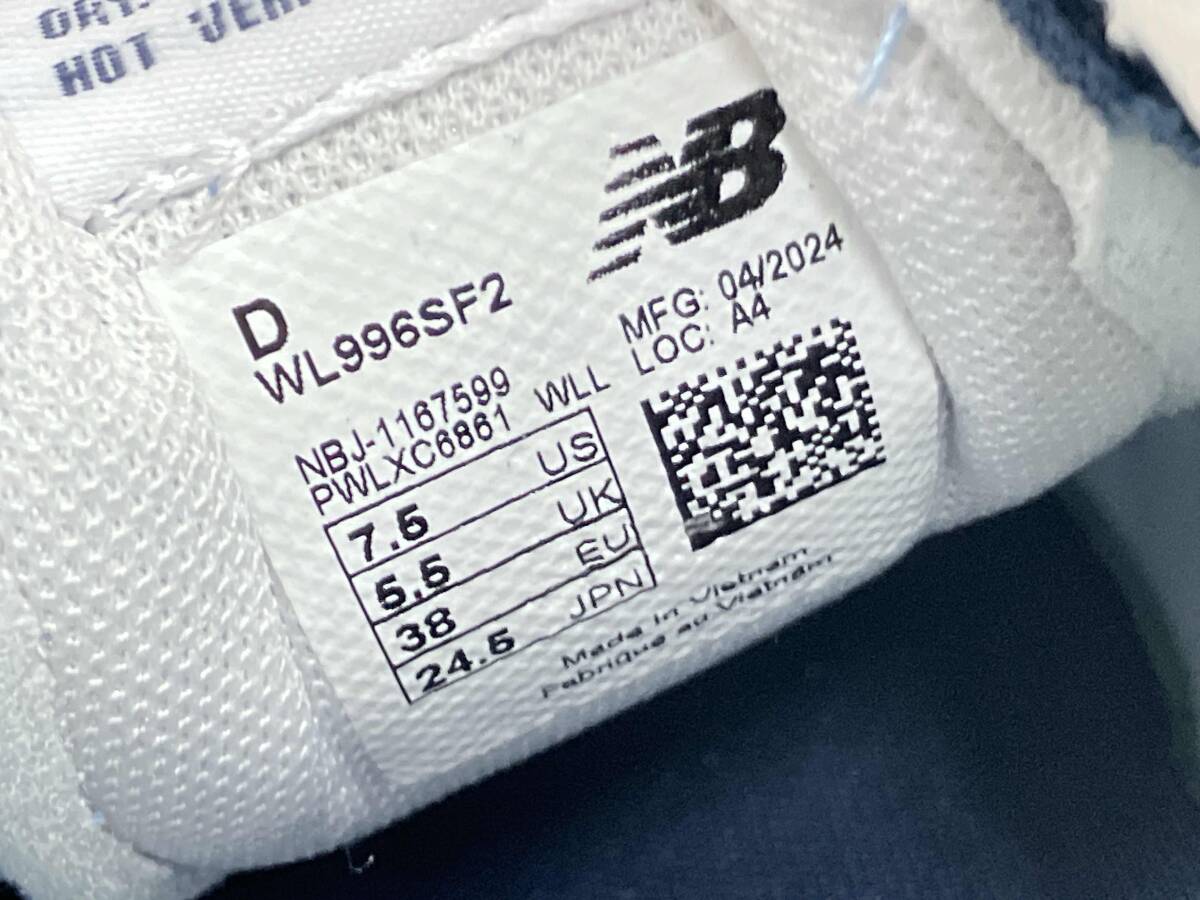 HOT
NB
D
WL996SF2
MFG: 04/2024
LOC: A4
NBJ-1167599
PWLXC6861 WLL
7.5 US
5.5 UK
38 EU
24.5 JPN
Made in Vietnam
Fabriqué au Vietnam